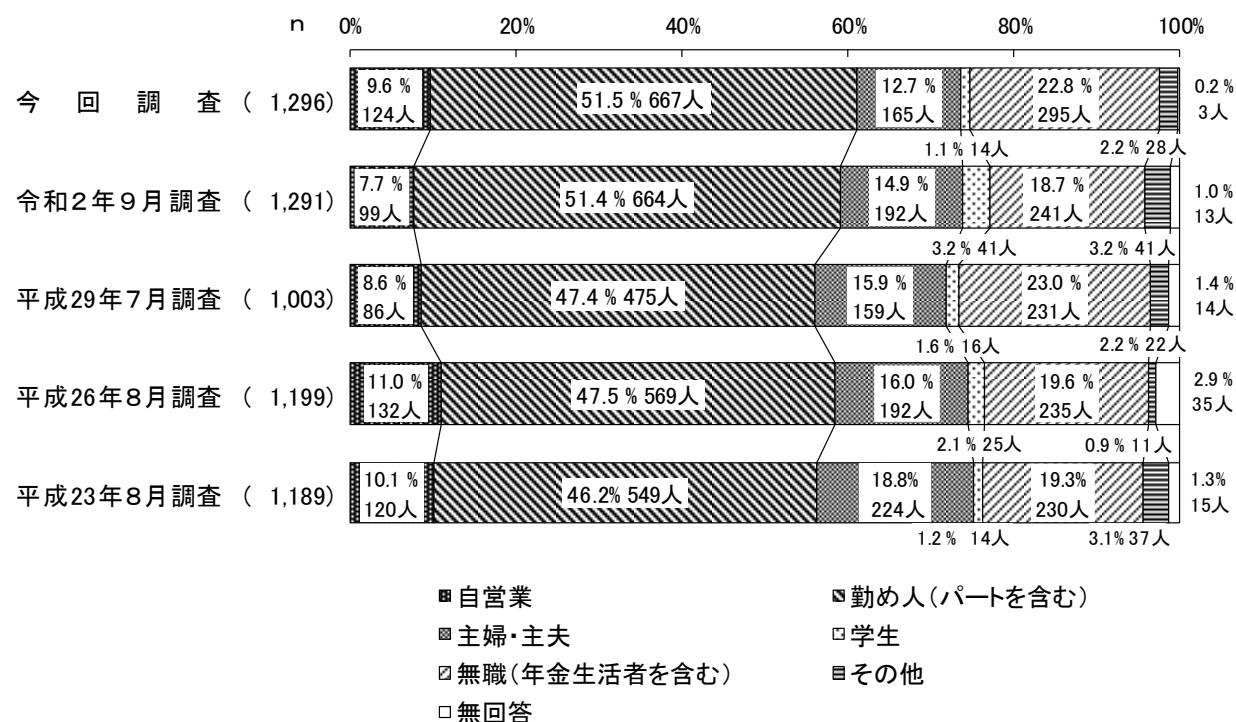 n 0% 20% 40% 60% 80% 100%
今回調査 ( 1,296) 9.6 % 124人 51.5 % 667人 12.7 % 165人 22.8 % 295人 0.2 % 3人
1.1 % 14人 2.2 % 28人
令和2年9月調査 ( 1,291) 7.7 % 99人 51.4 % 664人 14.9 % 192人 18.7 % 241人 1.0 % 13人
3.2 % 41人 3.2 % 41人
平成29年7月調査 ( 1,003) 8.6 % 86人 47.4 % 475人 15.9 % 159人 23.0 % 231人 1.4 % 14人
1.6 % 16人 2.2 % 22人
平成26年8月調査 ( 1,199) 11.0 % 132人 47.5 % 569人 16.0 % 192人 19.6 % 235人 2.9 % 35人
2.1 % 25人 0.9 % 11人
平成23年8月調査 ( 1,189) 10.1 % 120人 46.2% 549人 18.8% 224人 19.3% 230人 1.3% 15人
1.2 % 14人 3.1% 37人
自営業 勤め人(パートを含む)
主婦・主夫 学生
無職(年金生活者を含む) その他
無回答